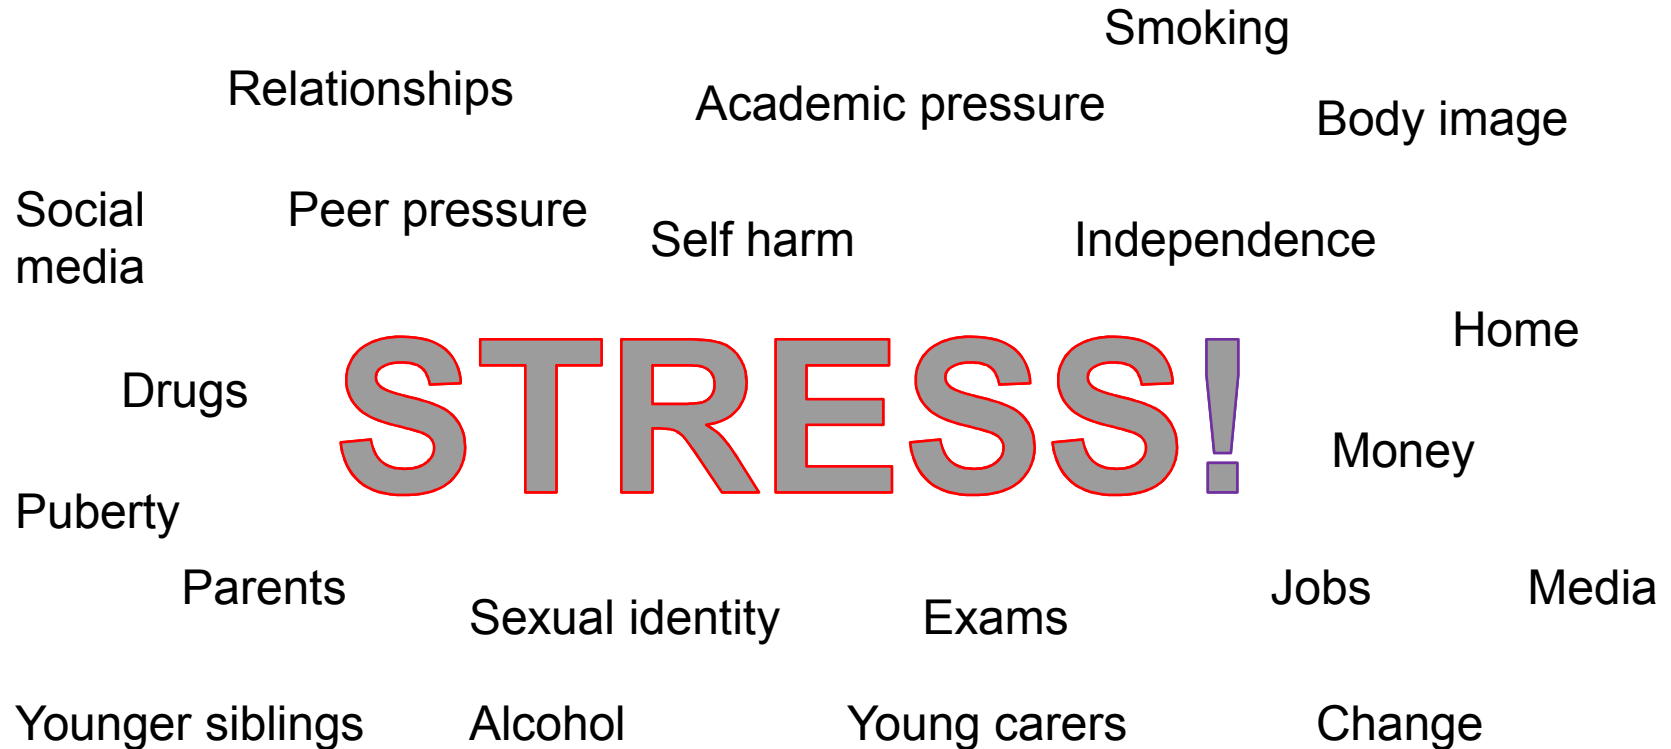 Smoking
Relationships
Academic pressure
Body image
Social
media
Peer pressure
Self harm
Independence
Home
STRESS!
Drugs
Money
Puberty
Parents
Sexual identity
Exams
Jobs
Media
Younger siblings
Alcohol
Young carers
Change